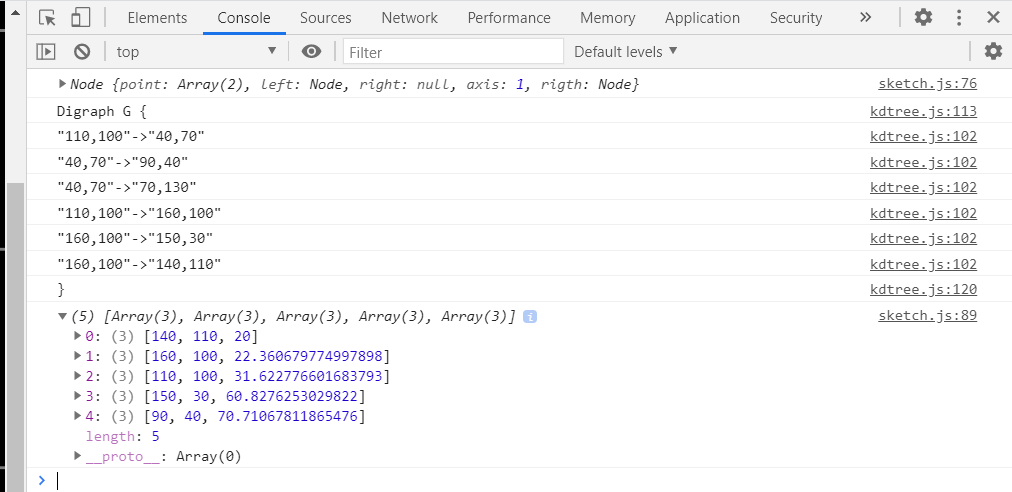 Elements Console Sources Network Performance Memory Application Security »
top Filter Default levels
Node {point: Array(2), left: Node, right: null, axis: 1, rigth: Node} sketch.js:76
Digraph G { kdtree.js:113
"110,100"->"40,70" kdtree.js:102
"40,70"->"90,40" kdtree.js:102
"40,70"->"70,130" kdtree.js:102
"110,100"->"160,100" kdtree.js:102
"160,100"->"150,30" kdtree.js:102
"160,100"->"140,110" kdtree.js:102
} kdtree.js:120
(5) [Array(3), Array(3), Array(3), Array(3), Array(3)] i sketch.js:89
0: (3) [140, 110, 20]
1: (3) [160, 100, 22.360679774997898]
2: (3) [110, 100, 31.622776601683793]
3: (3) [150, 30, 60.8276253029822]
4: (3) [90, 40, 70.71067811865476]
length: 5
__proto__: Array(0)